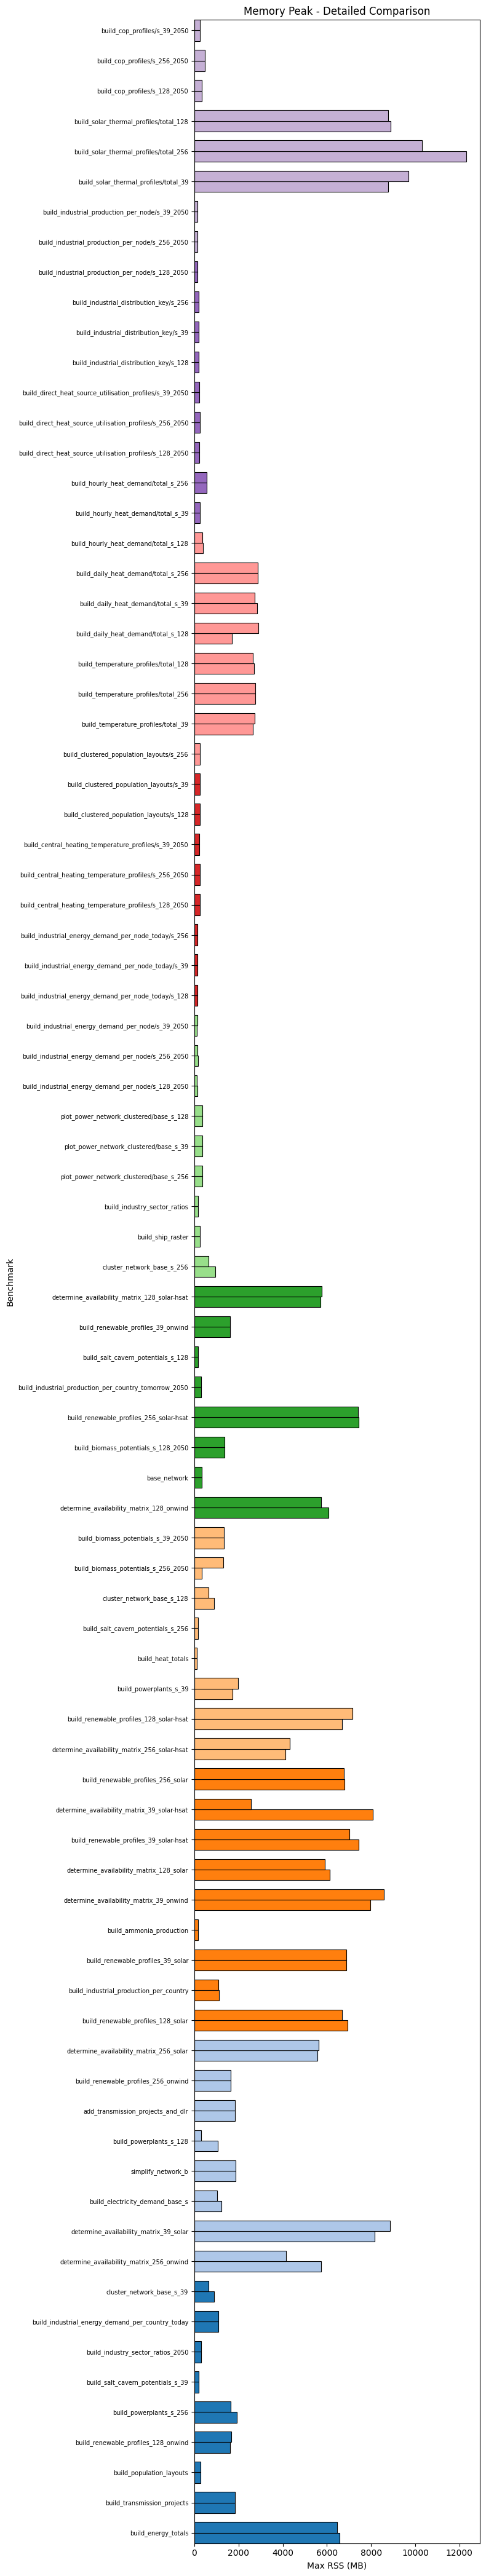 Memory Peak - Detailed Comparison
build_cop_profiles/s_39_2050
build_cop_profiles/s_256_2050
build_cop_profiles/s_128_2050
build_solar_thermal_profiles/total_128
build_solar_thermal_profiles/total_256
build_solar_thermal_profiles/total_39
build_industrial_production_per_node/s_39_2050
build_industrial_production_per_node/s_256_2050
build_industrial_production_per_node/s_128_2050
build_industrial_distribution_key/s_256
build_industrial_distribution_key/s_39
build_industrial_distribution_key/s_128
build_direct_heat_source_utilisation_profiles/s_39_2050
build_direct_heat_source_utilisation_profiles/s_256_2050
build_direct_heat_source_utilisation_profiles/s_128_2050
build_hourly_heat_demand/total_s_256
build_hourly_heat_demand/total_s_39
build_hourly_heat_demand/total_s_128
build_daily_heat_demand/total_s_256
build_daily_heat_demand/total_s_39
build_daily_heat_demand/total_s_128
build_temperature_profiles/total_128
build_temperature_profiles/total_256
build_temperature_profiles/total_39
build_clustered_population_layouts/s_256
build_clustered_population_layouts/s_39
build_clustered_population_layouts/s_128
build_central_heating_temperature_profiles/s_39_2050
build_central_heating_temperature_profiles/s_256_2050
build_central_heating_temperature_profiles/s_128_2050
build_industrial_energy_demand_per_node_today/s_256
build_industrial_energy_demand_per_node_today/s_39
build_industrial_energy_demand_per_node_today/s_128
build_industrial_energy_demand_per_node/s_39_2050
build_industrial_energy_demand_per_node/s_256_2050
build_industrial_energy_demand_per_node/s_128_2050
plot_power_network_clustered/base_s_128
plot_power_network_clustered/base_s_39
plot_power_network_clustered/base_s_256
build_industry_sector_ratios
build_ship_raster
cluster_network_base_s_256
Benchmark
determine_availability_matrix_128_solar-hsat
build_renewable_profiles_39_onwind
build_salt_cavern_potentials_s_128
build_industrial_production_per_country_tomorrow_2050
build_renewable_profiles_256_solar-hsat
build_biomass_potentials_s_128_2050
base_network
determine_availability_matrix_128_onwind
build_biomass_potentials_s_39_2050
build_biomass_potentials_s_256_2050
cluster_network_base_s_128
build_salt_cavern_potentials_s_256
build_heat_totals
build_powerplants_s_39
build_renewable_profiles_128_solar-hsat
determine_availability_matrix_256_solar-hsat
build_renewable_profiles_256_solar
determine_availability_matrix_39_solar-hsat
build_renewable_profiles_39_solar-hsat
determine_availability_matrix_128_solar
determine_availability_matrix_39_onwind
build_ammonia_production
build_renewable_profiles_39_solar
build_industrial_production_per_country
build_renewable_profiles_128_solar
determine_availability_matrix_256_solar
build_renewable_profiles_256_onwind
add_transmission_projects_and_dlr
build_powerplants_s_128
simplify_network_b
build_electricity_demand_base_s
determine_availability_matrix_39_solar
determine_availability_matrix_256_onwind
cluster_network_base_s_39
build_industrial_energy_demand_per_country_today
build_industry_sector_ratios_2050
build_salt_cavern_potentials_s_39
build_powerplants_s_256
build_renewable_profiles_128_onwind
build_population_layouts
build_transmission_projects
build_energy_totals
0 2000 4000 6000 8000 10000 12000
Max RSS (MB)